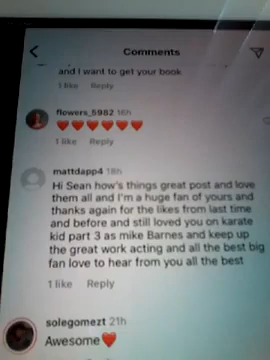 Comments
and I want to get your book
1 like Reply
flowers_5982 16h
❤️❤️❤️❤️❤️❤️
1 like Reply
mattdapp4 18h
Hi Sean how's things great post and love
them all and I'm a huge fan of yours and
thanks again for the likes from last time
and before and still loved you on karate
kid part 3 as mike Barnes and keep up
the great work acting and all the best big
fan love to hear from you all the best
1 like Reply
solegomezt 21h
Awesome❤️